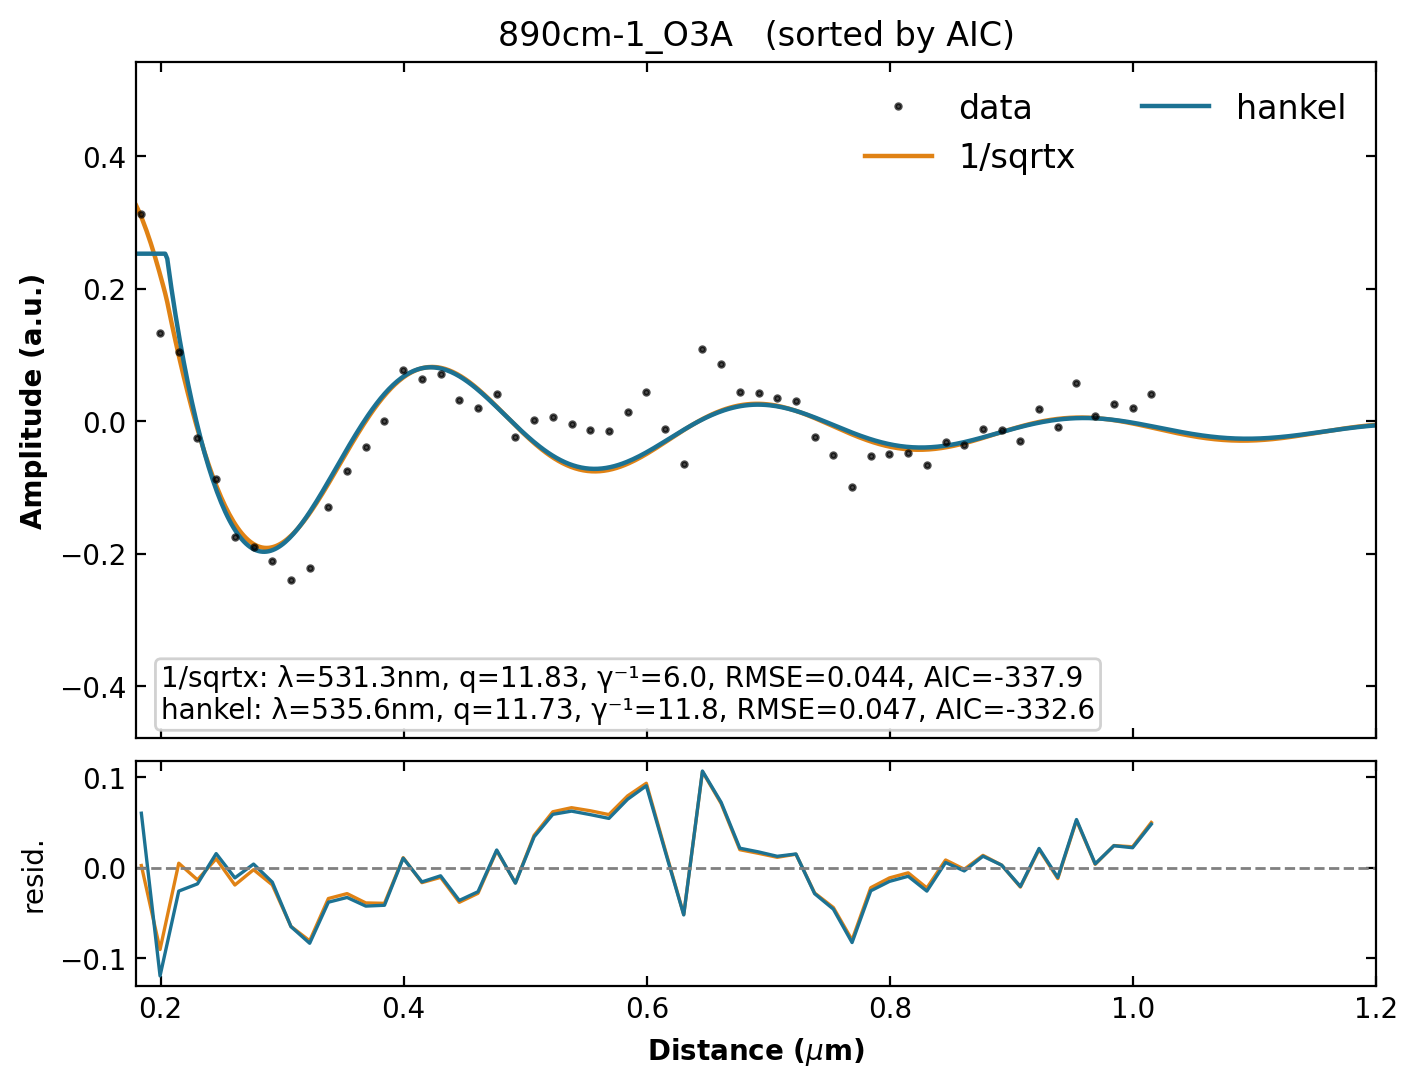 890cm-1_O3A   (sorted by AIC)
data
1/sqrtx
hankel
Amplitude (a.u.)
0.4
0.2
0.0
−0.2
−0.4
1/sqrtx: λ=531.3nm, q=11.83, γ⁻¹=6.0, RMSE=0.044, AIC=-337.9
hankel: λ=535.6nm, q=11.73, γ⁻¹=11.8, RMSE=0.047, AIC=-332.6
resid.
0.1
0.0
−0.1
0.2 0.4 0.6 0.8 1.0 1.2
Distance (μm)